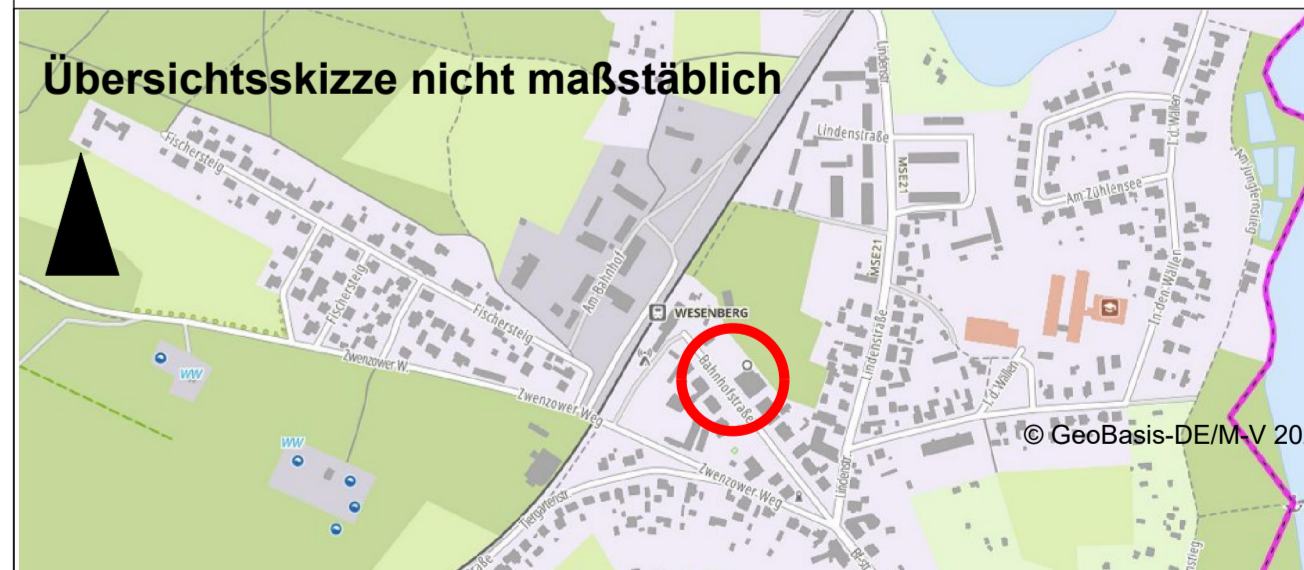 Übersichtsskizze nicht maßstäblich
Fischersteig
Lindenstr.
Lindenstraße
MSE21
I.d.Wällen
Am Jungfernstieg
Am Zühlensee
Fischersteig
Am Bahnhof
MSE21
In den Wällen
Fischersteig
WESENBERG
Lindenstraße
WW
Zwenzower W.
Bahnhofstraße
I.d.Wällen
Zwenzower Weg
© GeoBasis-DE/M-V 20
WW
Zwenzower Weg
Lindenstr.
Tiergartenstr.